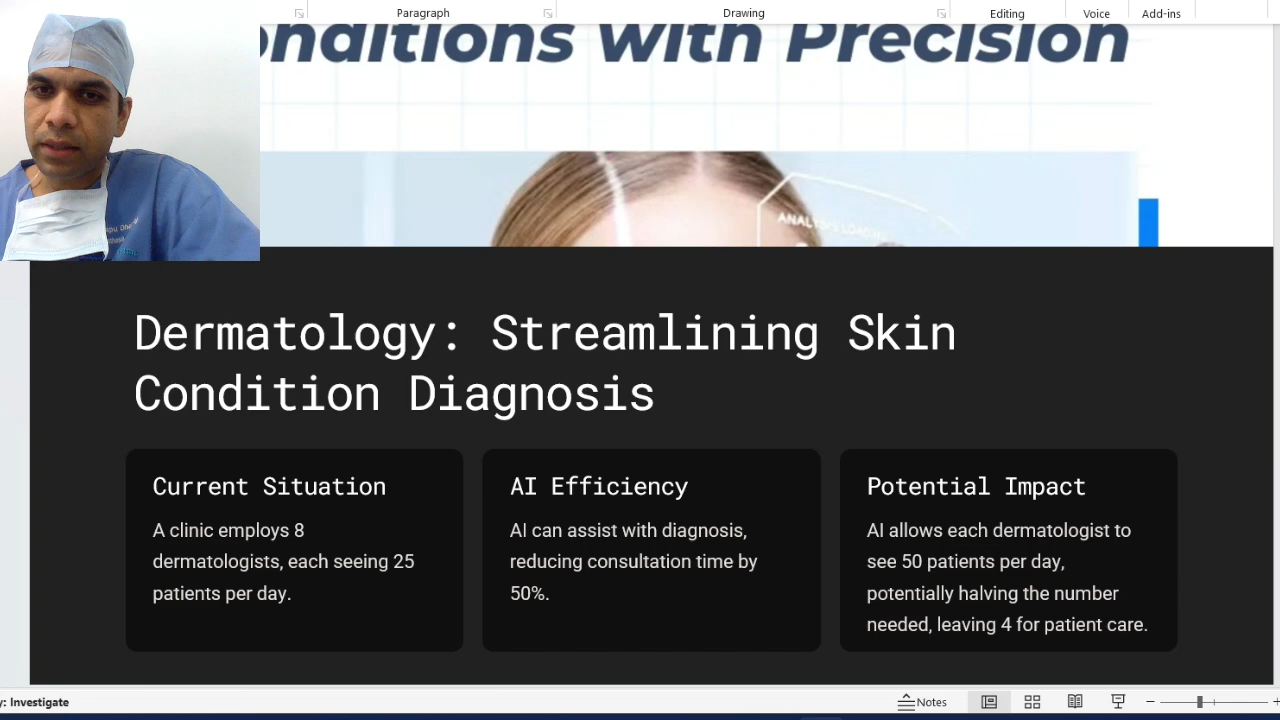 Paragraph
Drawing
Editing
Voice
Add-ins
onditions with Precision
Dermatology: Streamlining Skin
Condition Diagnosis
Current Situation
A clinic employs 8
dermatologists, each seeing 25
patients per day.
AI Efficiency
AI can assist with diagnosis,
reducing consultation time by
50%.
Potential Impact
AI allows each dermatologist to
see 50 patients per day,
potentially halving the number
needed, leaving 4 for patient care.
y: Investigate
Notes